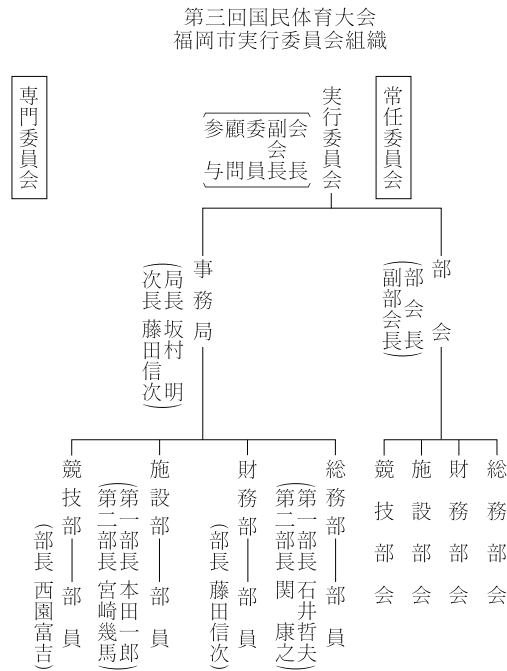 第三回国民体育大会
福岡市実行委員会組織
常任委員会
実行委員会
会長
副会長
委員
顧問
参与
専門委員会
部会
(部会長
副部会長)
事務局
(局長 坂村 明
次長 藤田信次)
総務部会
財務部会
施設部会
競技部会
総務部 部員
(第一部長 石井哲夫
第二部長 関 康之)
財務部 部員
(部長 藤田信次)
施設部 部員
(第一部長 本田一郎
第二部長 宮崎幾馬)
競技部 部員
(部長 西園富吉)